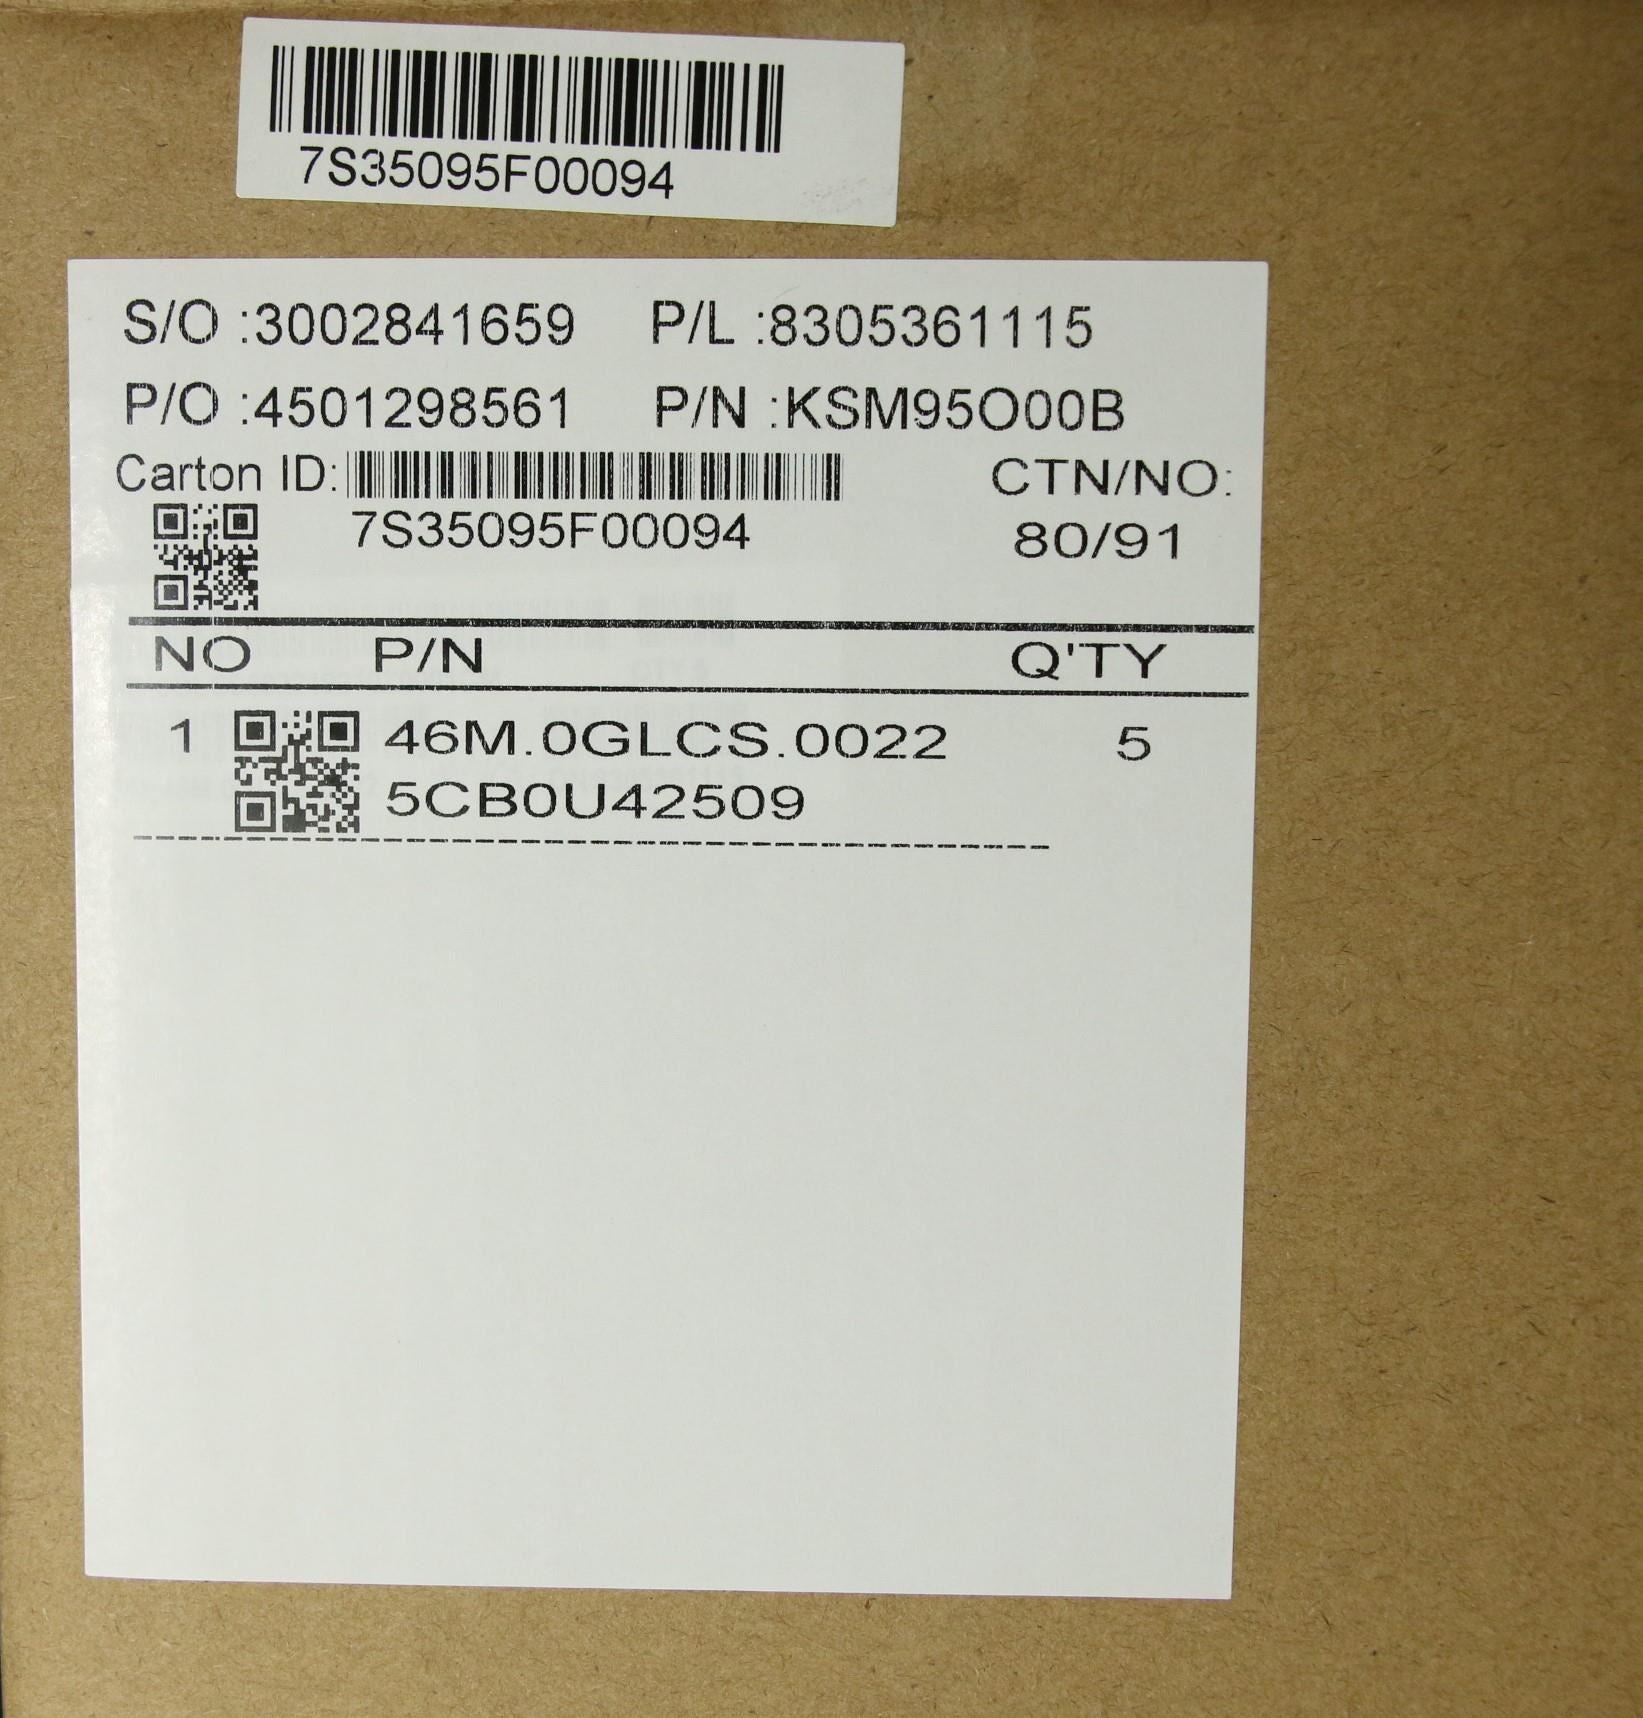 7S35095F00094
S/O :3002841659 P/L :8305361115
P/O :4501298561 P/N :KSM95O00B
Carton ID: CTN/NO:
7S35095F00094 80/91
NO P/N Q'TY
1 46M.0GLCS.0022 5
5CB0U42509